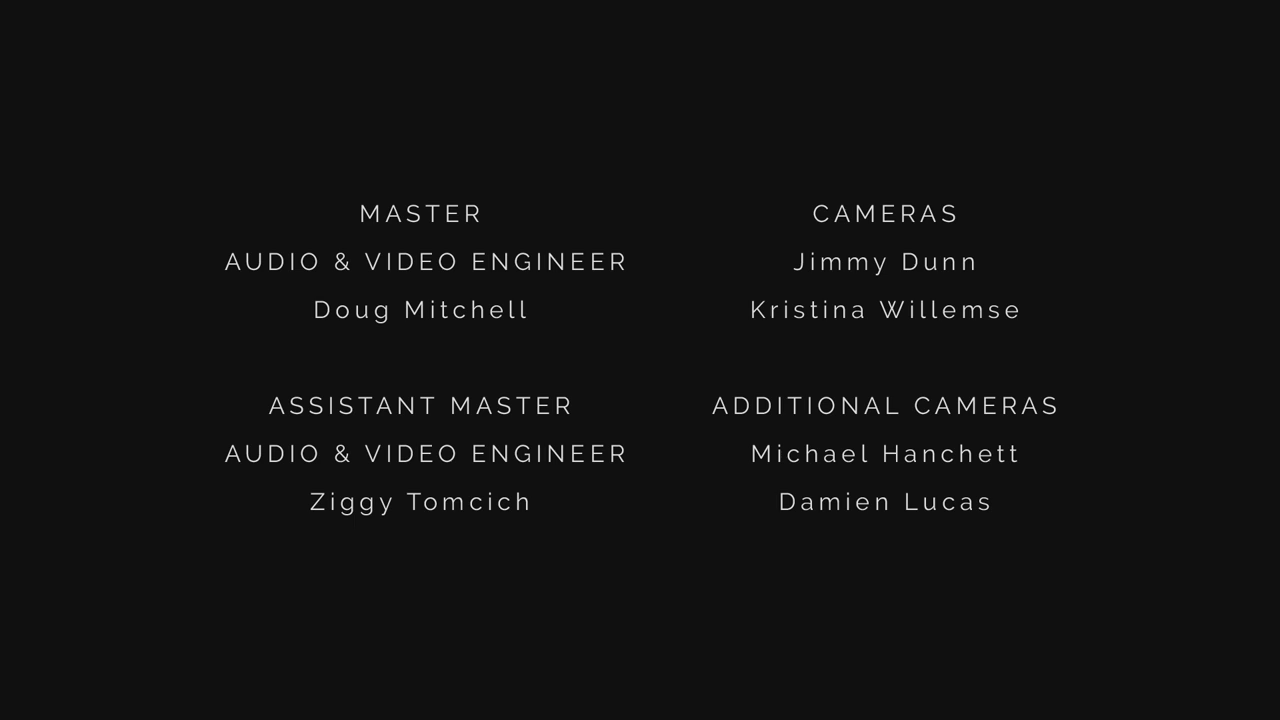 MASTER
AUDIO & VIDEO ENGINEER
Doug Mitchell
ASSISTANT MASTER
AUDIO & VIDEO ENGINEER
Ziggy Tomcich
CAMERAS
Jimmy Dunn
Kristina Willemse
ADDITIONAL CAMERAS
Michael Hanchett
Damien Lucas